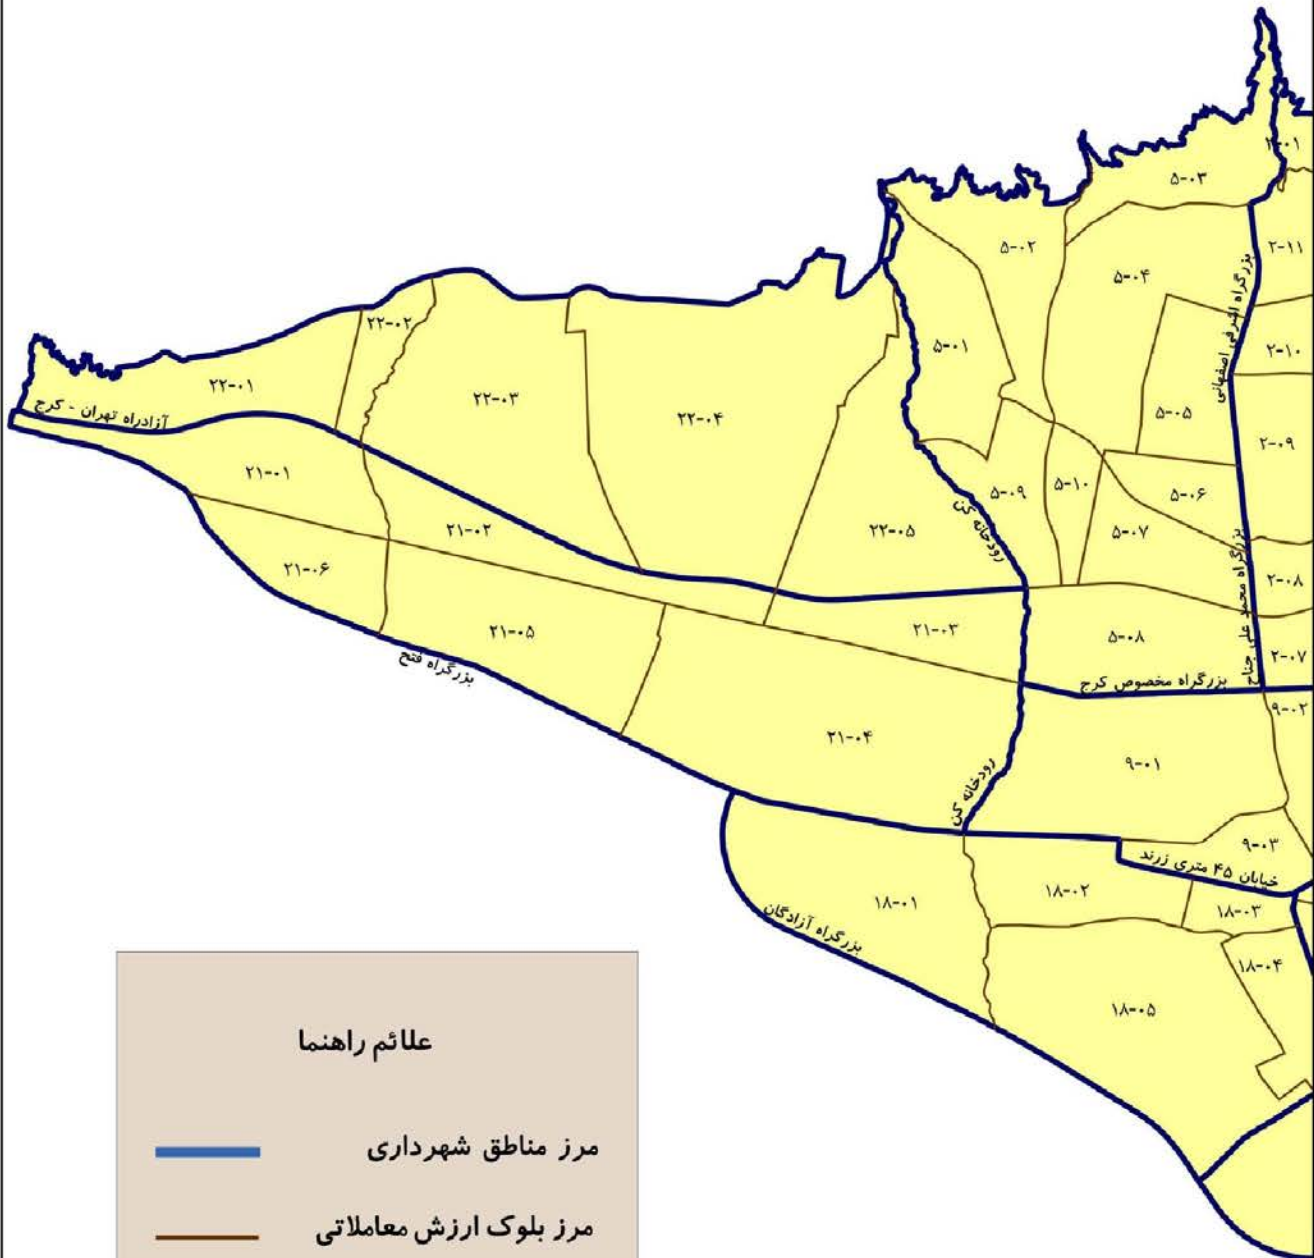 ۲-۰۱
۵-۰۳
۵-۰۲
۲-۱۱
۵-۰۴
بزرگراه اشرفی اصفهانی
۲۲-۰۲
۵-۰۱
۲-۱۰
۲۲-۰۱
۲۲-۰۳
آزادراه تهران - کرج
۲۲-۰۴
۵-۰۵
۲-۰۹
۲۱-۰۱
۵-۰۹
۵-۱۰
۵-۰۶
رودخانه کن
۲۱-۰۲
۲۲-۰۵
۵-۰۷
۲۱-۰۶
۲-۰۸
بزرگراه محمد علی جناح
۲۱-۰۵
۲۱-۰۳
۵-۰۸
۲-۰۷
بزرگراه فتح
بزرگراه مخصوص کرج
۹-۰۲
۲۱-۰۴
۹-۰۱
رودخانه کن
۹-۰۳
خیابان ۴۵ متری زرند
۱۸-۰۱
۱۸-۰۲
۱۸-۰۳
بزرگراه آزادگان
۱۸-۰۴
۱۸-۰۵
علائم راهنما
مرز مناطق شهرداری
مرز بلوک ارزش معاملاتی